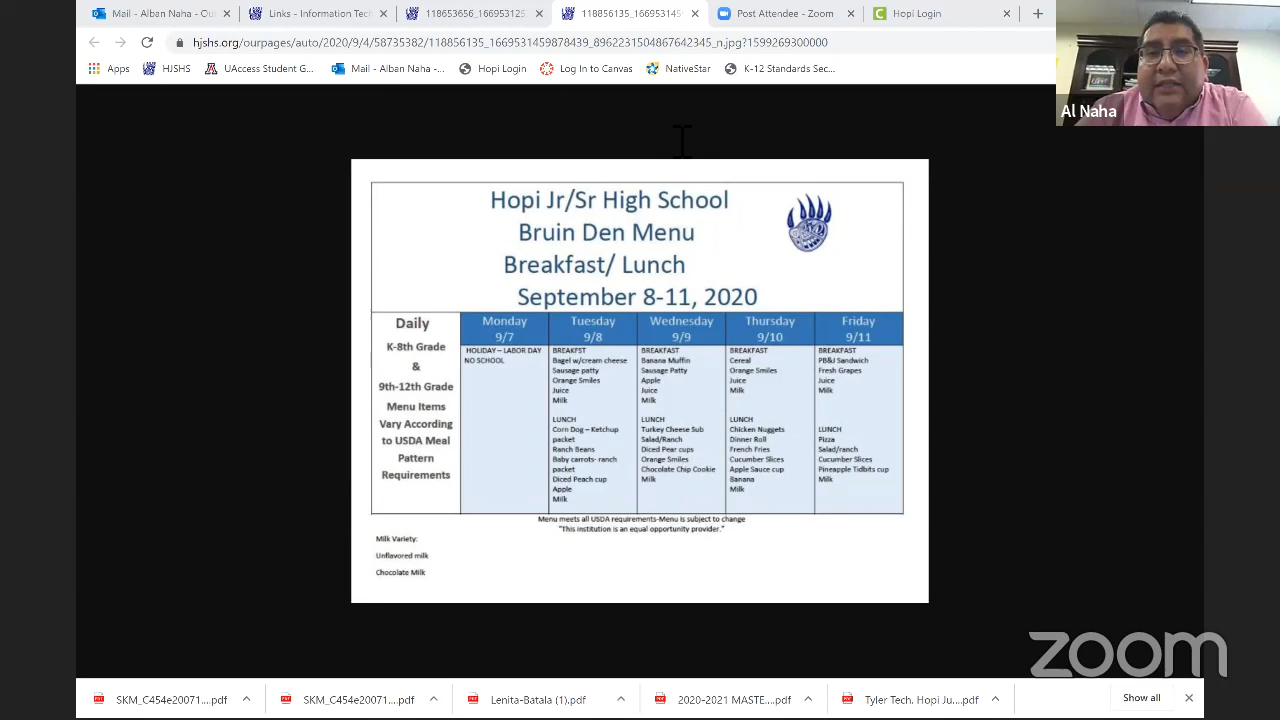 Mail - Alban Naha - Ou
Links - Information Tech
Mail -
118653680_1669953253
118856135_166953145
Post Attendee - Zoom
Hopi Login
hjshs.org/ourpages/auto/2020/
Apps
HJSHS
UAccess Student G...
Mail - Alban Naha -...
Hopi Login
Log In to Canvas
NativeStar
K-12 Standards Sec...
Al Naha
Hopi Jr/Sr High School
Bruin Den Menu
Breakfast/ Lunch
September 8-11, 2020
Daily
K-8th Grade
&
9th-12th Grade
Menu Items
Vary According
to USDA Meal
Pattern
Requirements
Monday
9/7
HOLIDAY – LABOR DAY
NO SCHOOL
Tuesday
9/8
BREAKFST
Bagel w/cream cheese
Sausage patty
Orange Smiles
Juice
Milk
LUNCH
Corn Dog – Ketchup
packet
Ranch Beans
Baby carrots- ranch
packet
Diced Peach cup
Apple
Milk
Wednesday
9/9
BREAKFAST
Banana Muffin
Sausage Patty
Apple
Juice
Milk
LUNCH
Turkey Cheese Sub
Salad/Ranch
Diced Pear cups
Orange Smiles
Chocolate Chip Cookie
Milk
Thursday
9/10
BREAKFAST
Cereal
Orange Smiles
Juice
Milk
LUNCH
Chicken Nuggets
Dinner Roll
French Fries
Cucumber Slices
Apple Sauce cup
Banana
Milk
Friday
9/11
BREAKFAST
PB&J Sandwich
Fresh Grapes
Juice
Milk
LUNCH
Pizza
Salad/ranch
Cucumber Slices
Pineapple Tidbits cup
Milk
Menu meets all USDA requirements-Menu is subject to change
"This institution is an equal opportunity provider."
Milk Variety:
Unflavored milk
Chocolate Milk
zoom
SKM_C454e20071....pdf
SKM_C454e20071....pdf
Lenita-Batala (1).pdf
2020-2021 MASTE....pdf
Tyler Tech. Hopi Ju....pdf
Show all